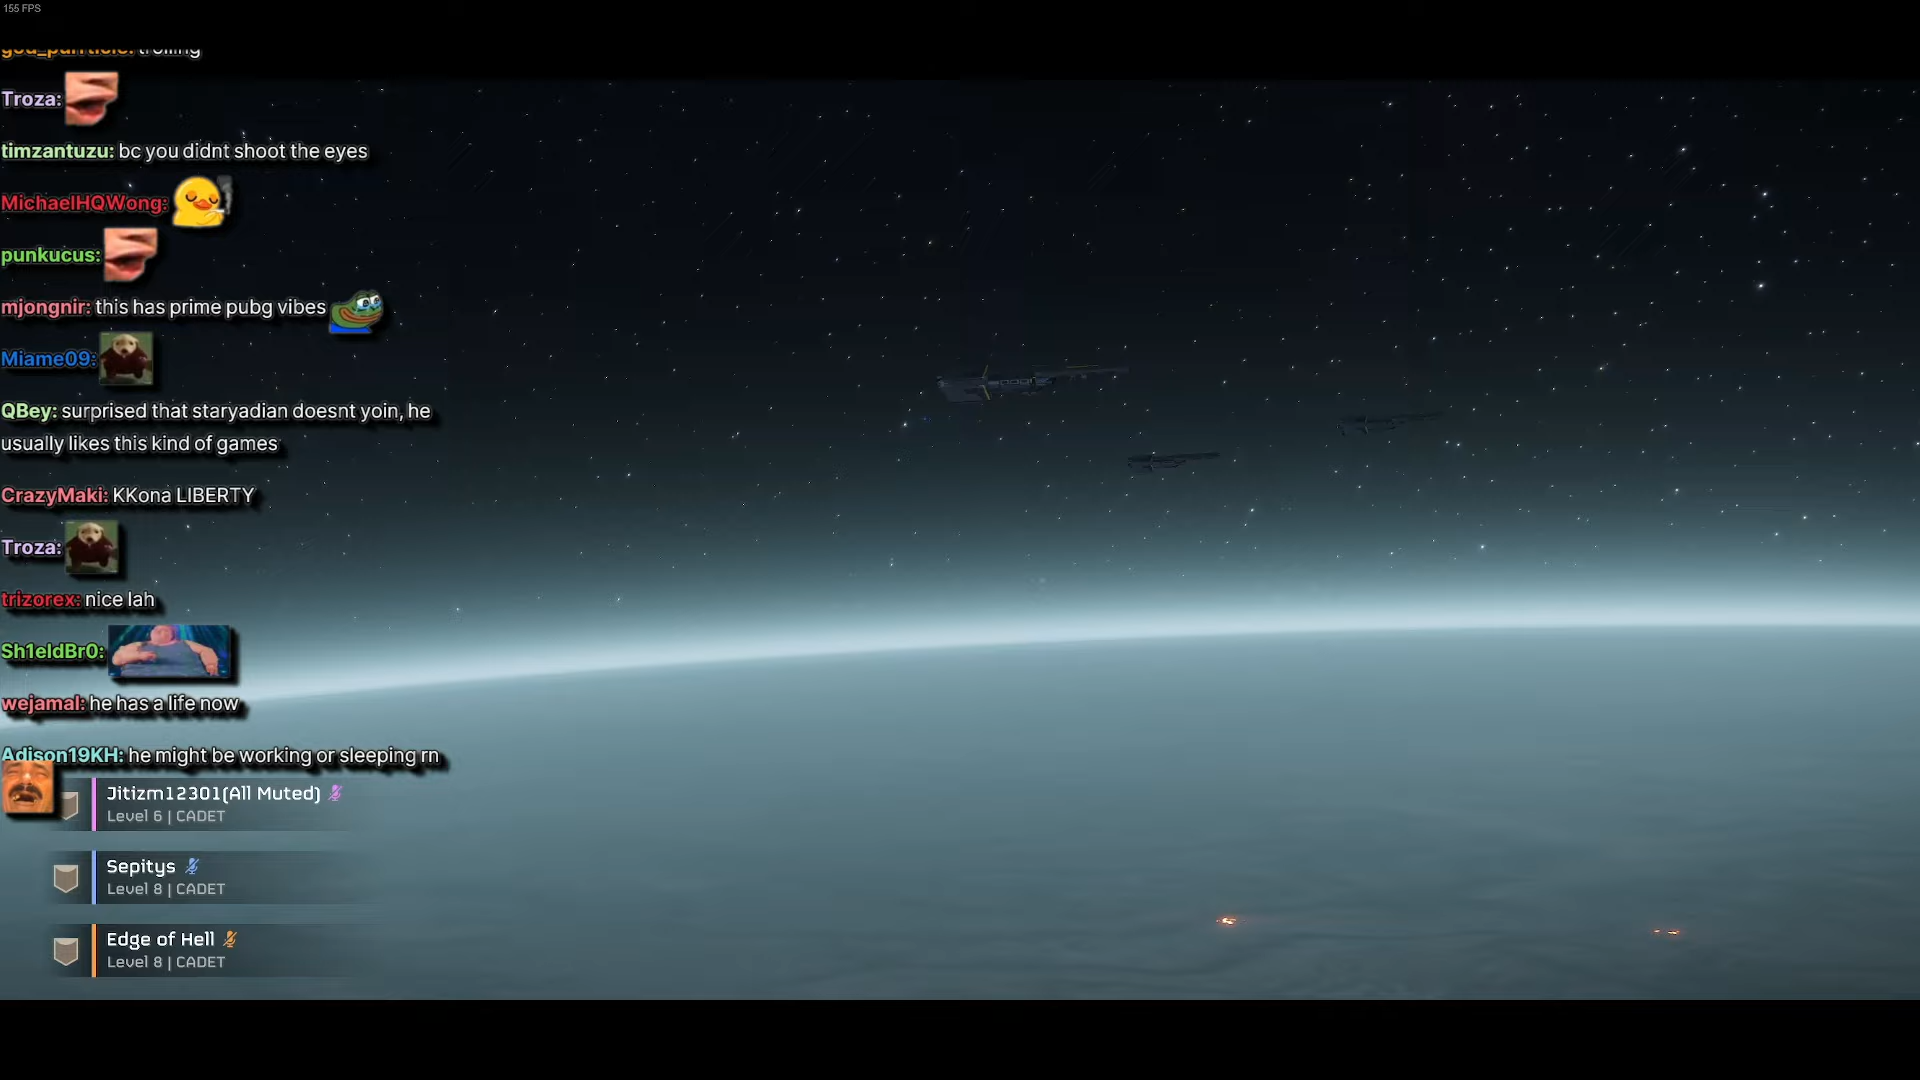 155 FPS
god_purrticle: trolling
Troza:
timzantuzu: bc you didnt shoot the eyes
MichaelHQWong:
punkucus:
mjongnir: this has prime pubg vibes
Miame09:
QBey: surprised that staryadian doesnt yoin, he
usually likes this kind of games
CrazyMaki: KKona LIBERTY
Troza:
trizorex: nice lah
Sh1eldBr0:
wejamal: he has a life now
Adison19KH: he might be working or sleeping rn
Jitizm12301(All Muted)
Level 6 | CADET
Sepitys
Level 8 | CADET
Edge of Hell
Level 8 | CADET